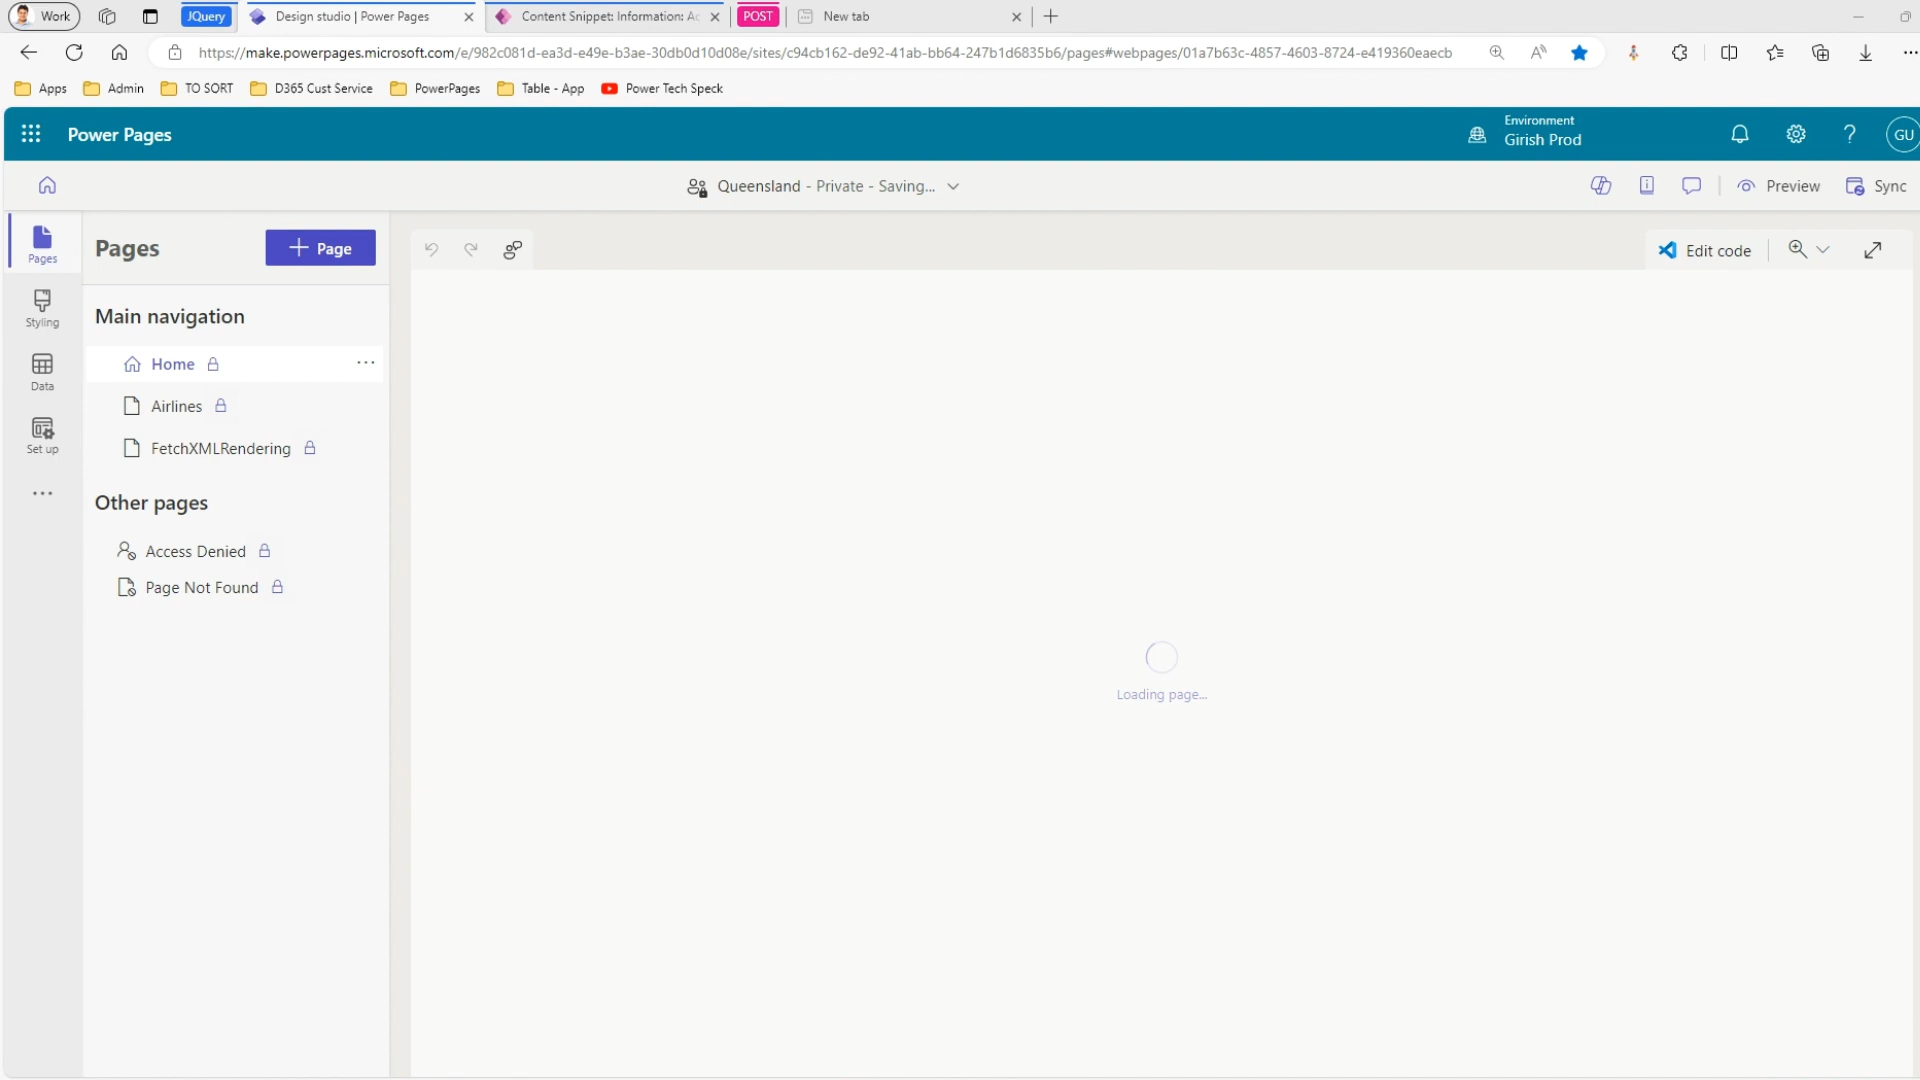 Work
JQuery
Design studio | Power Pages
Content Snippet: Information: Ac
POST
New tab
https://make.powerpages.microsoft.com/e/982c081d-ea3d-e49e-b3ae-30db0d10d08e/sites/c94cb162-de92-41ab-bb64-247b1d6835b6/pages#webpages/01a7b63c-4857-4603-8724-e419360eaecb
Apps
Admin
TO SORT
D365 Cust Service
PowerPages
Table - App
Power Tech Speck
Power Pages
Environment
Girish Prod
GU
Queensland - Private - Saving...
Preview
Sync
Pages
Styling
Data
Set up
Pages
+ Page
Main navigation
Home
Airlines
FetchXMLRendering
Other pages
Access Denied
Page Not Found
Edit code
Loading page...